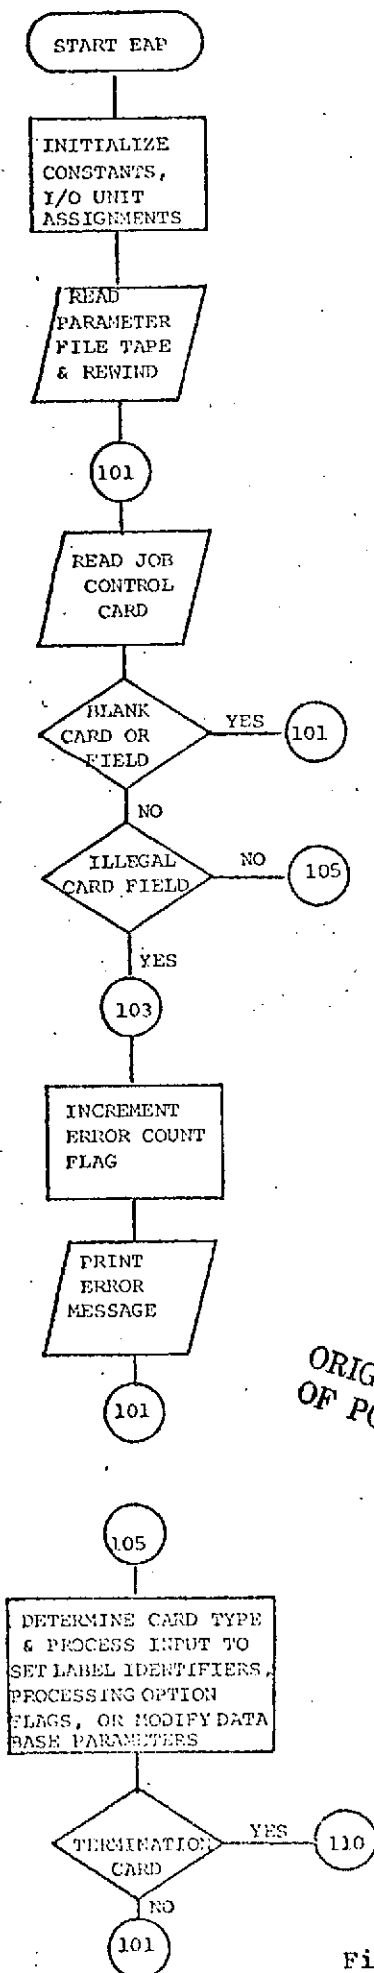 START EAP
INITIALIZE
CONSTANTS,
I/O UNIT
ASSIGNMENTS
READ
PARAMETER
FILE TAPE
& REWIND
101
READ JOB
CONTROL
CARD
BLANK
CARD OR
FIELD
YES
101
NO
ILLEGAL
CARD FIELD
NO
105
YES
103
INCREMENT
ERROR COUNT
FLAG
PRINT
ERROR
MESSAGE
101
105
DETERMINE CARD TYPE
& PROCESS INPUT TO
SET LABEL IDENTIFIERS,
PROCESSING OPTION
FLAGS, OR MODIFY DATA
BASE PARAMETERS
TERMINATION
CARD
YES
110
NO
101